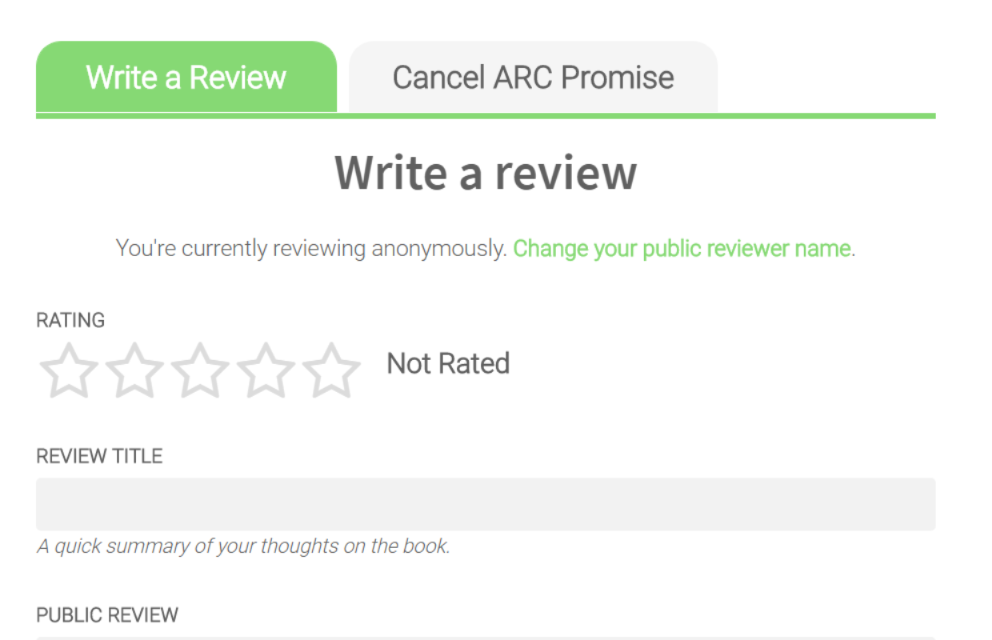 Write a Review
Cancel ARC Promise
Write a review
You're currently reviewing anonymously. Change your public reviewer name.
RATING
Not Rated
REVIEW TITLE
A quick summary of your thoughts on the book.
PUBLIC REVIEW